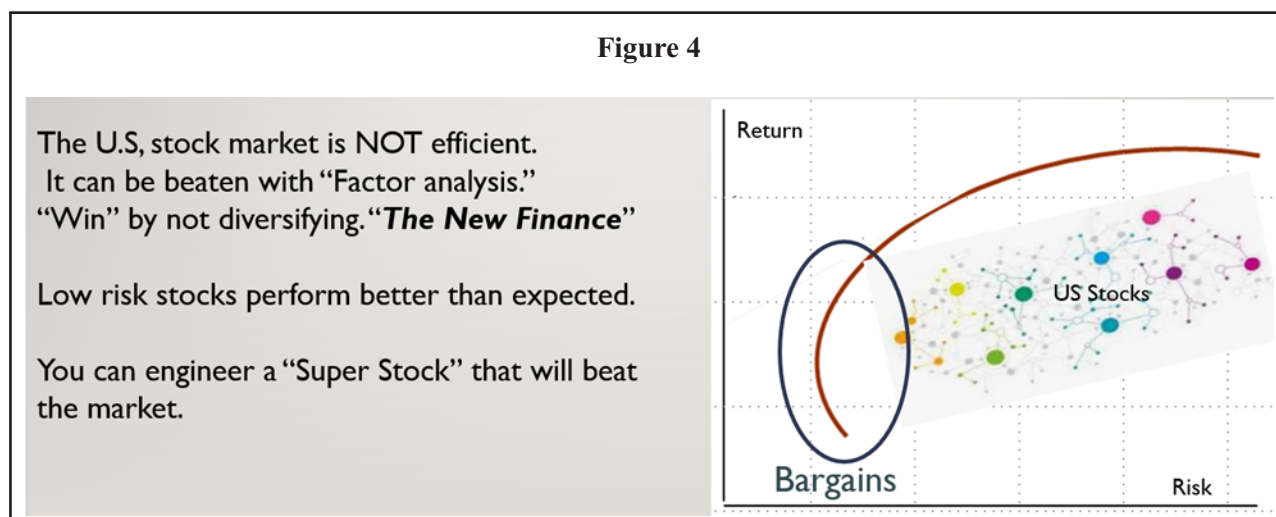 Figure 4
The U.S, stock market is NOT efficient.
It can be beaten with “Factor analysis.”
“Win” by not diversifying. “The New Finance”
Low risk stocks perform better than expected.
You can engineer a “Super Stock” that will beat
the market.
Return
US Stocks
Bargains
Risk